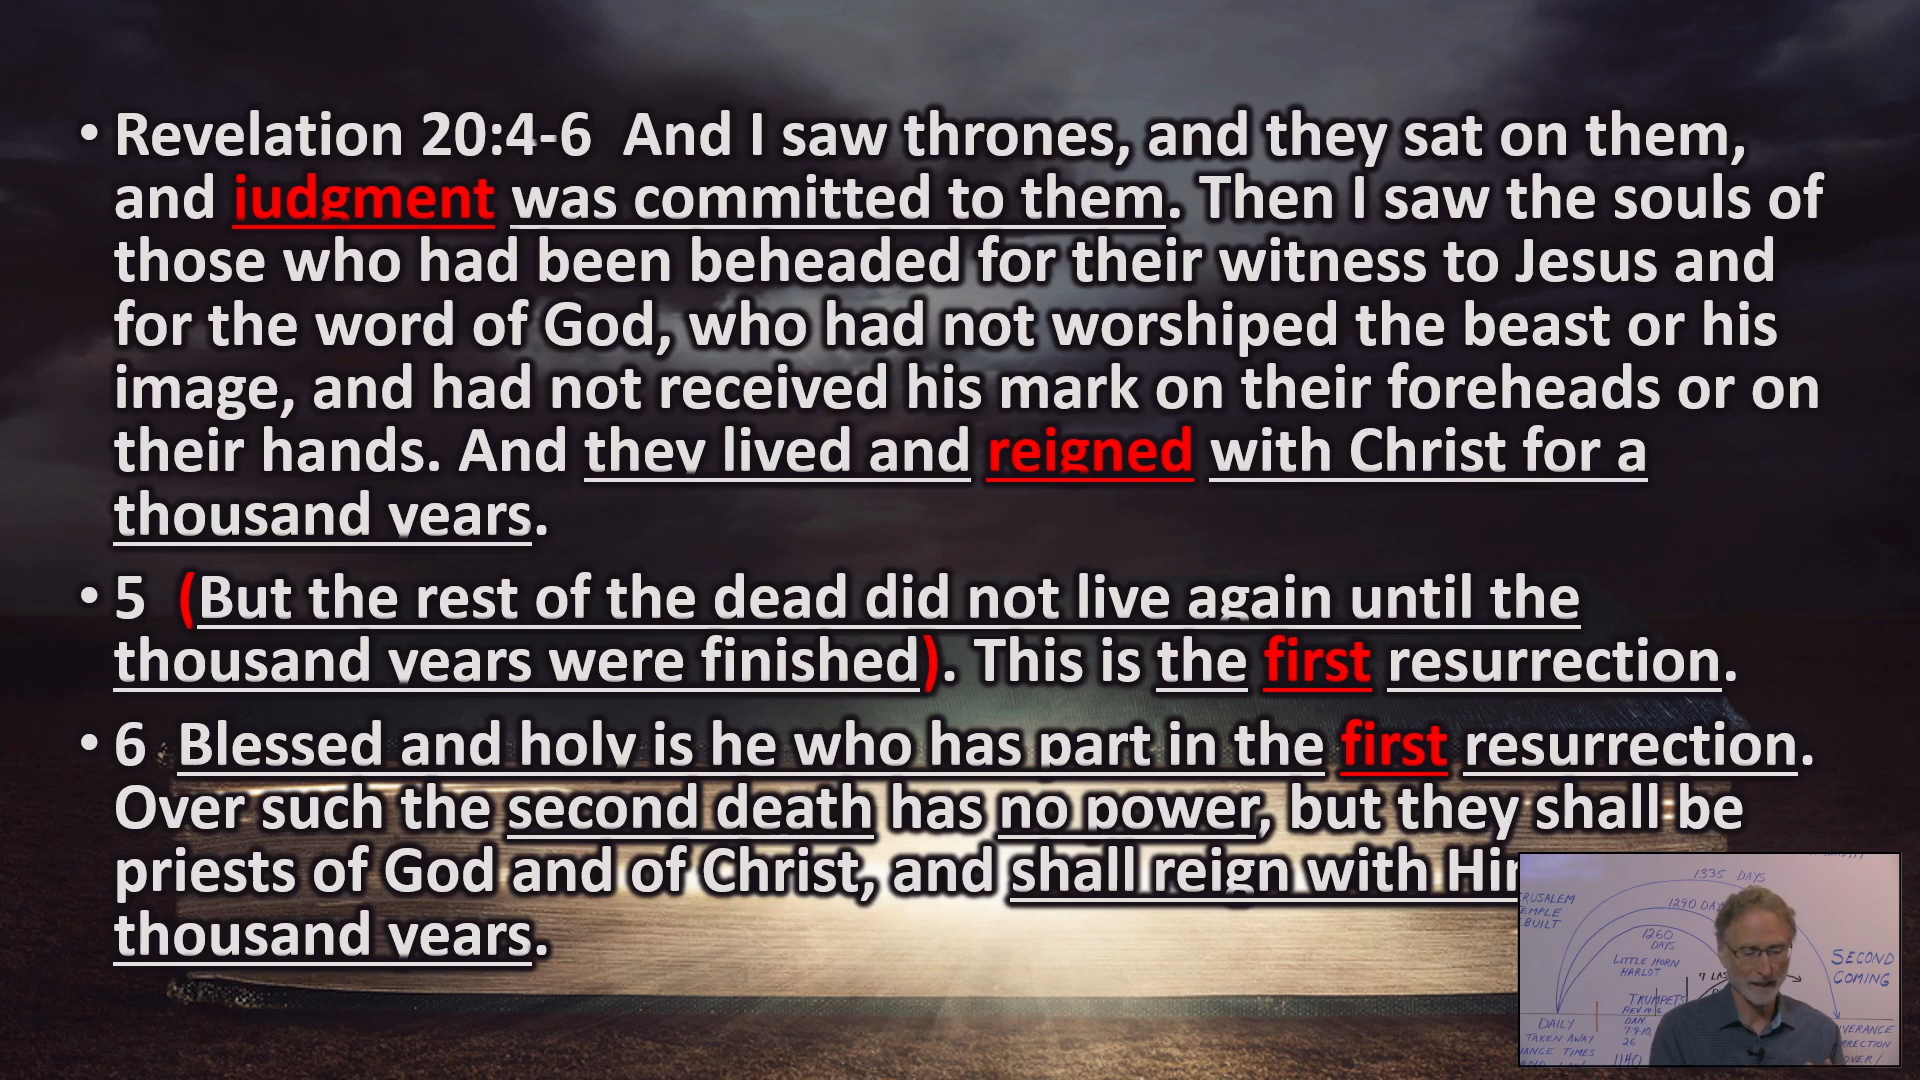 • Revelation 20:4-6 And I saw thrones, and they sat on them,
and judgment was committed to them. Then I saw the souls of
those who had been beheaded for their witness to Jesus and
for the word of God, who had not worshiped the beast or his
image, and had not received his mark on their foreheads or on
their hands. And they lived and reigned with Christ for a
thousand years.
• 5 (But the rest of the dead did not live again until the
thousand years were finished). This is the first resurrection.
• 6 Blessed and holy is he who has part in the first resurrection.
Over such the second death has no power, but they shall be
priests of God and of Christ, and shall reign with
thousand years.
1335 DAYS
1290
1260
DAYS
LITTLE HORN
HARLOT
BUILT
SECOND
COMING
7
TRUMPETS
DAILY
TAKEN AWAY
DAN.
26
TIMES